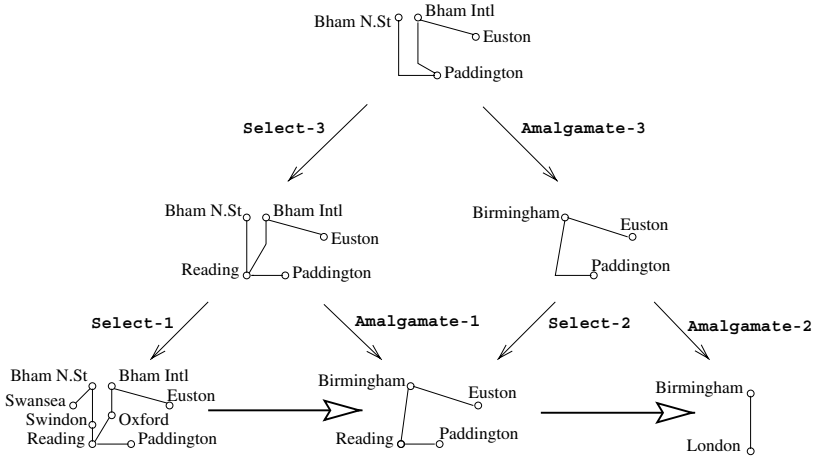 Bham N.St Bham Intl
Euston
Paddington
Select-3 Amalgamate-3
Bham N.St Bham Intl
Euston
Reading Paddington
Birmingham
Euston
Paddington
Select-1 Amalgamate-1 Select-2 Amalgamate-2
Bham N.St Bham Intl
Swansea Euston
Swindon Oxford
Reading Paddington
Birmingham
Euston
Reading Paddington
Birmingham
London